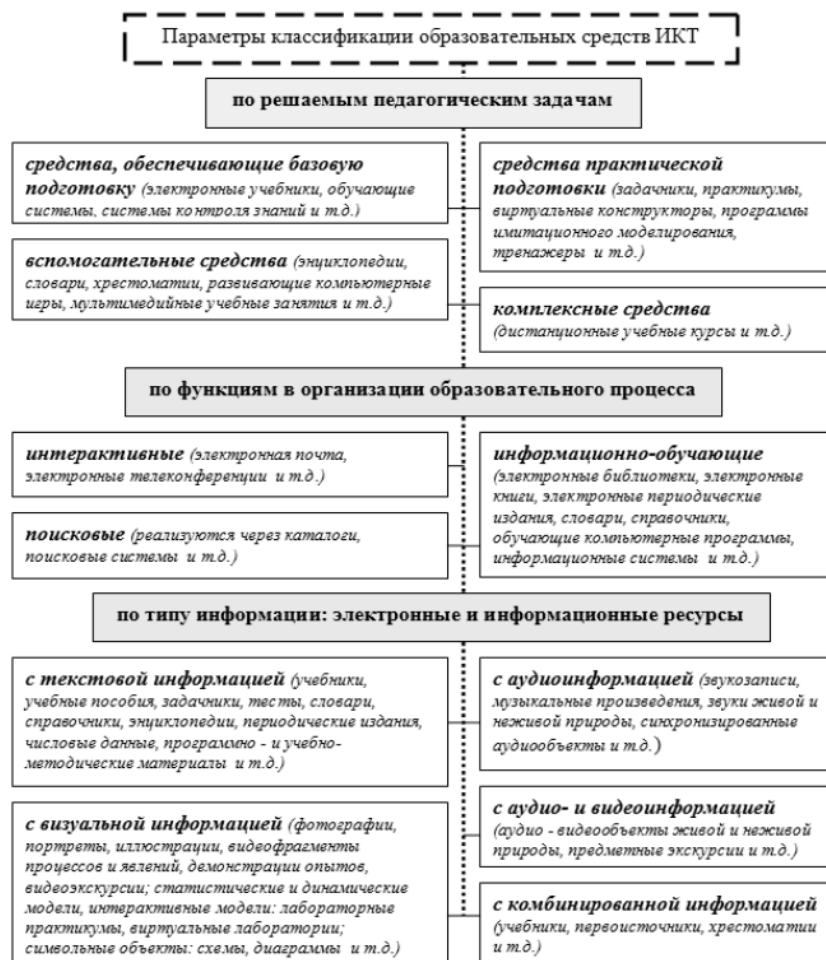 Параметры классификации образовательных средств ИКТ
по решаемым педагогическим задачам
средства, обеспечивающие базовую
подготовку (электронные учебники, обучающие
системы, системы контроля знаний и т.д.)
средства практической
подготовки (задачники, практикумы,
виртуальные конструкторы, программы
имитационного моделирования,
тренажеры и т.д.)
вспомогательные средства (энциклопедии,
словари, хрестоматии, развивающие компьютерные
игры, мультимедийные учебные занятия и т.д.)
комплексные средства
(дистанционные учебные курсы и т.д.)
по функциям в организации образовательного процесса
интерактивные (электронная почта,
электронные телеконференции и т.д.)
информационно-обучающие
(электронные библиотеки, электронные
книги, электронные периодические
издания, словари, справочники,
обучающие компьютерные программы,
информационные системы и т.д.)
поисковые (реализуются через каталоги,
поисковые системы и т.д.)
по типу информации: электронные и информационные ресурсы
с текстовой информацией (учебники,
учебные пособия, задачники, тесты, словари,
справочники, энциклопедии, периодические издания,
числовые данные, программно - и учебно-
методические материалы и т.д.)
с аудиоинформацией (звукозаписи,
музыкальные произведения, звуки живой и
неживой природы, синхронизированные
аудиообъекты и т.д.)
с визуальной информацией (фотографии,
портреты, иллюстрации, видеофрагменты
процессов и явлений, демонстрации опытов,
видеоэкскурсии; статистические и динамические
модели, интерактивные модели: лабораторные
практикумы, виртуальные лаборатории;
символьные объекты: схемы, диаграммы и т.д.)
с аудио- и видеоинформацией
(аудио - видеообъекты живой и неживой
природы, предметные экскурсии и т.д.)
с комбинированной информацией
(учебники, первоисточники, хрестоматии
и т.д.)